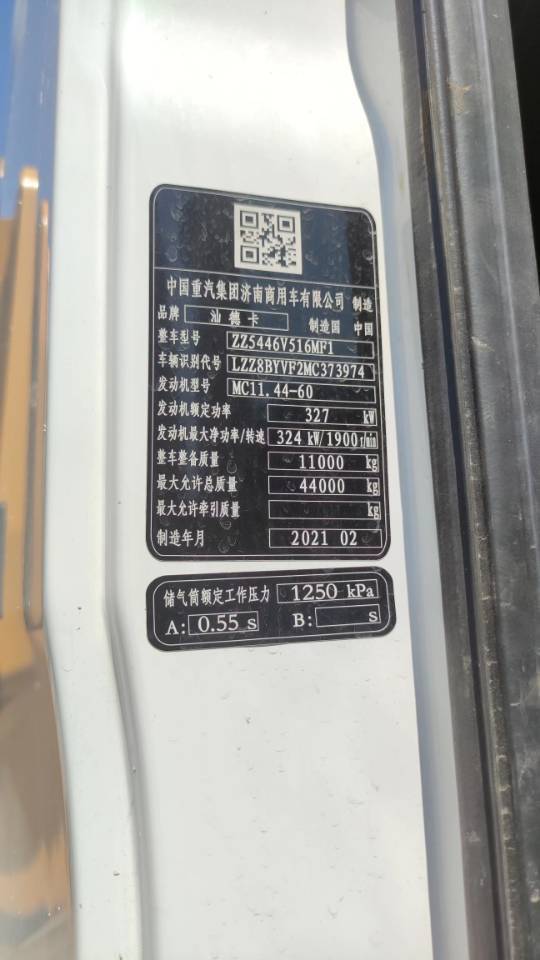 中国重汽集团济南商用车有限公司 制造
品牌 汕德卡 制造国 中国
整车型号 ZZ5446V516MF1
车辆识别代号 LZZ8BYVF2MC373974
发动机型号 MC11.44-60
发动机额定功率 327 kW
发动机最大净功率/转速 324 kW/1900r/min
整车整备质量 11000 kg
最大允许总质量 44000 kg
最大允许牵引质量 kg
制造年月 2021 02
储气筒额定工作压力 1250 kPa
A: 0.55 s B: s